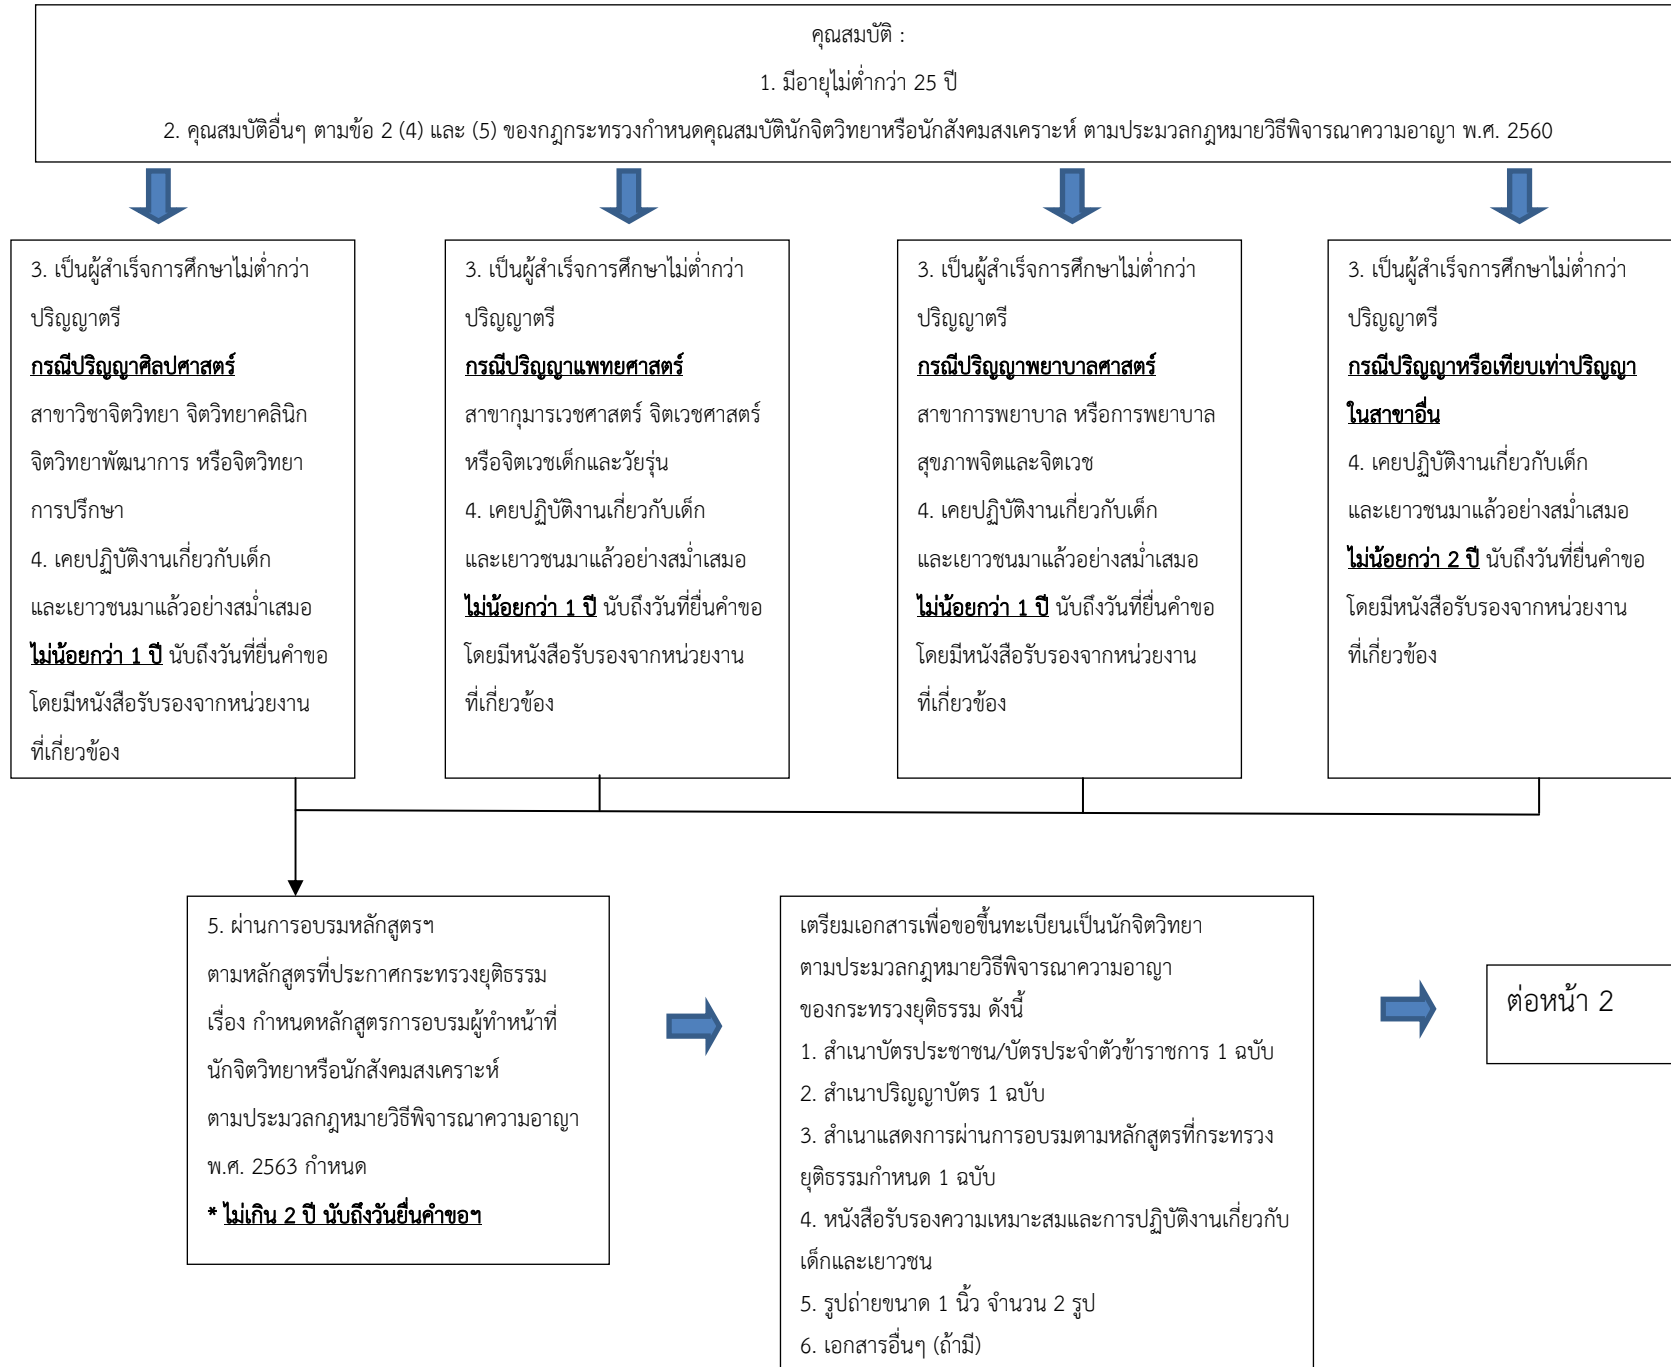 คุณสมบัติ :
1. มีอายุไม่ต่ำกว่า 25 ปี
2. คุณสมบัติอื่นๆ ตามข้อ 2 (4) และ (5) ของกฎกระทรวงกำหนดคุณสมบัตินักจิตวิทยาหรือนักสังคมสงเคราะห์ ตามประมวลกฎหมายวิธีพิจารณาความอาญา พ.ศ. 2560
3. เป็นผู้สำเร็จการศึกษาไม่ต่ำกว่า
ปริญญาตรี
กรณีปริญญาศิลปศาสตร์
สาขาวิชาจิตวิทยา จิตวิทยาคลินิก
จิตวิทยาพัฒนาการ หรือจิตวิทยา
การปรึกษา
4. เคยปฏิบัติงานเกี่ยวกับเด็ก
และเยาวชนมาแล้วอย่างสม่ำเสมอ
ไม่น้อยกว่า 1 ปี นับถึงวันที่ยื่นคำขอ
โดยมีหนังสือรับรองจากหน่วยงาน
ที่เกี่ยวข้อง
3. เป็นผู้สำเร็จการศึกษาไม่ต่ำกว่า
ปริญญาตรี
กรณีปริญญาแพทยศาสตร์
สาขากุมารเวชศาสตร์ จิตเวชศาสตร์
หรือจิตเวชเด็กและวัยรุ่น
4. เคยปฏิบัติงานเกี่ยวกับเด็ก
และเยาวชนมาแล้วอย่างสม่ำเสมอ
ไม่น้อยกว่า 1 ปี นับถึงวันที่ยื่นคำขอ
โดยมีหนังสือรับรองจากหน่วยงาน
ที่เกี่ยวข้อง
3. เป็นผู้สำเร็จการศึกษาไม่ต่ำกว่า
ปริญญาตรี
กรณีปริญญาพยาบาลศาสตร์
สาขาการพยาบาล หรือการพยาบาล
สุขภาพจิตและจิตเวช
4. เคยปฏิบัติงานเกี่ยวกับเด็ก
และเยาวชนมาแล้วอย่างสม่ำเสมอ
ไม่น้อยกว่า 1 ปี นับถึงวันที่ยื่นคำขอ
โดยมีหนังสือรับรองจากหน่วยงาน
ที่เกี่ยวข้อง
3. เป็นผู้สำเร็จการศึกษาไม่ต่ำกว่า
ปริญญาตรี
กรณีปริญญาหรือเทียบเท่าปริญญา
ในสาขาอื่น
4. เคยปฏิบัติงานเกี่ยวกับเด็ก
และเยาวชนมาแล้วอย่างสม่ำเสมอ
ไม่น้อยกว่า 2 ปี นับถึงวันที่ยื่นคำขอ
โดยมีหนังสือรับรองจากหน่วยงาน
ที่เกี่ยวข้อง
5. ผ่านการอบรมหลักสูตรฯ
ตามหลักสูตรที่ประกาศกระทรวงยุติธรรม
เรื่อง กำหนดหลักสูตรการอบรมผู้ทำหน้าที่
นักจิตวิทยาหรือนักสังคมสงเคราะห์
ตามประมวลกฎหมายวิธีพิจารณาความอาญา
พ.ศ. 2563 กำหนด
* ไม่เกิน 2 ปี นับถึงวันยื่นคำขอฯ
เตรียมเอกสารเพื่อขอขึ้นทะเบียนเป็นนักจิตวิทยา
ตามประมวลกฎหมายวิธีพิจารณาความอาญา
ของกระทรวงยุติธรรม ดังนี้
1. สำเนาบัตรประชาชน/บัตรประจำตัวข้าราชการ 1 ฉบับ
2. สำเนาปริญญาบัตร 1 ฉบับ
3. สำเนาแสดงการผ่านการอบรมตามหลักสูตรที่กระทรวง
ยุติธรรมกำหนด 1 ฉบับ
4. หนังสือรับรองความเหมาะสมและการปฏิบัติงานเกี่ยวกับ
เด็กและเยาวชน
5. รูปถ่ายขนาด 1 นิ้ว จำนวน 2 รูป
6. เอกสารอื่นๆ (ถ้ามี)
ต่อหน้า 2